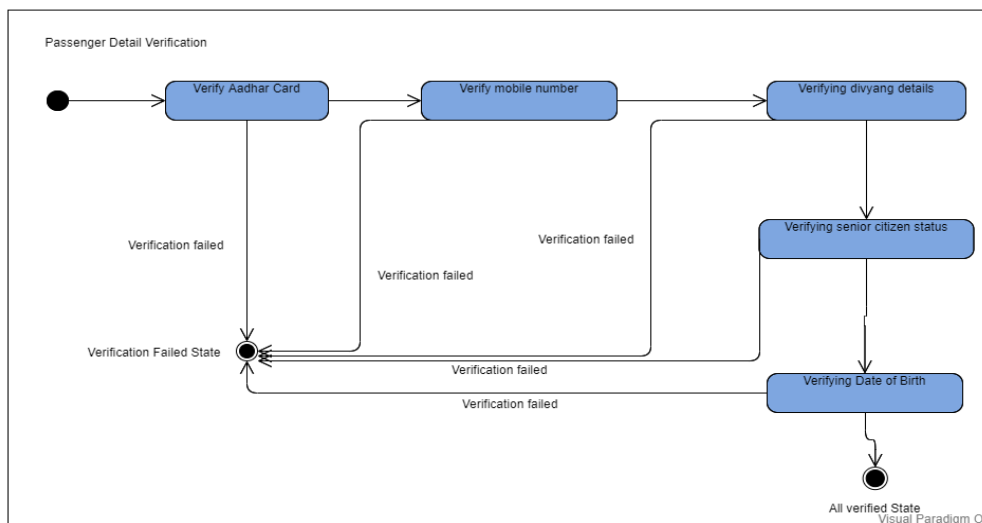 Passenger Detail Verification
Verify Aadhar Card
Verify mobile number
Verifying divyang details
Verifying senior citizen status
Verification failed
Verification failed
Verification failed
Verification Failed State
Verification failed
Verifying Date of Birth
Verification failed
All verified State
Visual Paradigm O